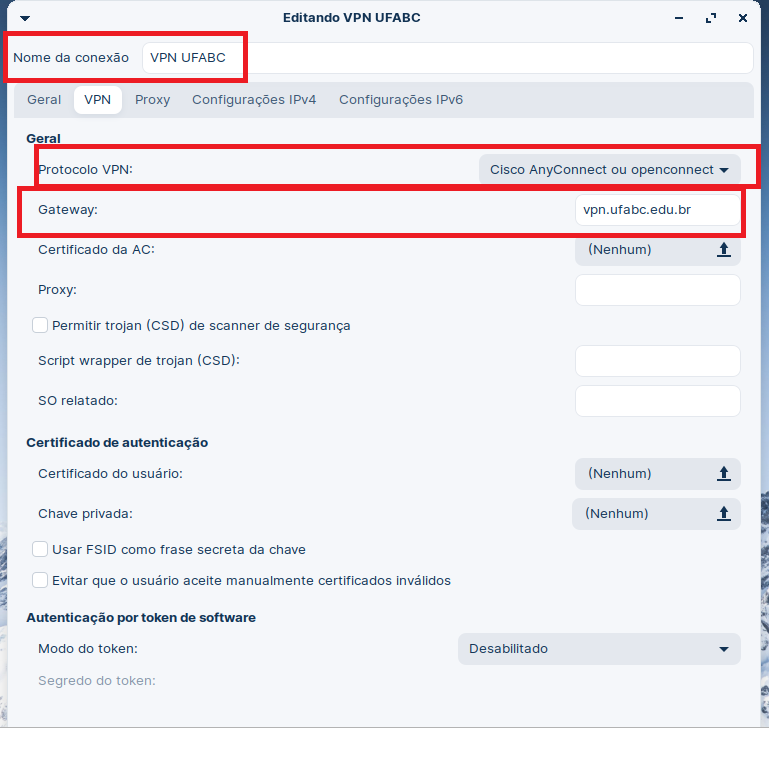 Editando VPN UFABC
Nome da conexão VPN UFABC
Geral VPN Proxy Configurações IPv4 Configurações IPv6
Geral
Protocolo VPN: Cisco AnyConnect ou openconnect
Gateway: vpn.ufabc.edu.br
Certificado da AC: (Nenhum)
Proxy:
Permitir trojan (CSD) de scanner de segurança
Script wrapper de trojan (CSD):
SO relatado:
Certificado de autenticação
Certificado do usuário: (Nenhum)
Chave privada: (Nenhum)
Usar FSID como frase secreta da chave
Evitar que o usuário aceite manualmente certificados inválidos
Autenticação por token de software
Modo do token: Desabilitado
Segredo do token: